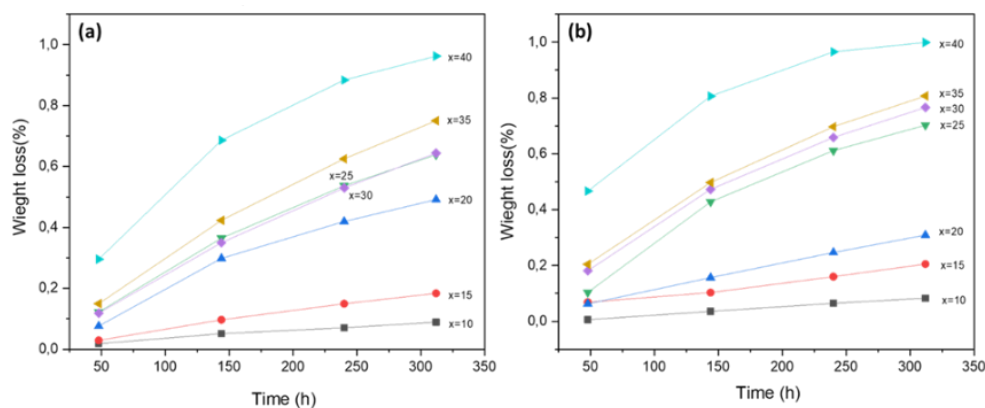 (a)
Wieght loss(%)
1,0
0,8
0,6
0,4
0,2
0,0
x=40
x=35
x=25
x=30
x=20
x=15
x=10
50 100 150 200 250 300 350
Time (h)
(b)
Wieght loss(%)
1,0
0,8
0,6
0,4
0,2
0,0
x=40
x=35
x=30
x=25
x=20
x=15
x=10
50 100 150 200 250 300 350
Time (h)